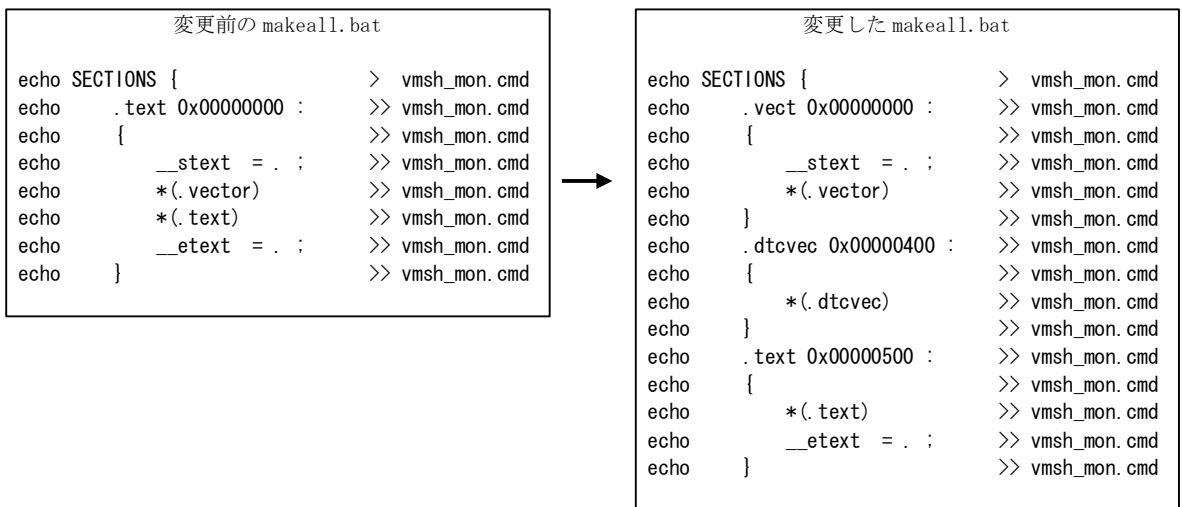 変更前の makeall.bat
echo SECTIONS { > vmsh_mon.cmd
echo .text 0x00000000 : >> vmsh_mon.cmd
echo { >> vmsh_mon.cmd
echo __stext = . ; >> vmsh_mon.cmd
echo *(.vector) >> vmsh_mon.cmd
echo *(.text) >> vmsh_mon.cmd
echo __etext = . ; >> vmsh_mon.cmd
echo } >> vmsh_mon.cmd
変更した makeall.bat
echo SECTIONS { > vmsh_mon.cmd
echo .vect 0x00000000 : >> vmsh_mon.cmd
echo { >> vmsh_mon.cmd
echo __stext = . ; >> vmsh_mon.cmd
echo *(.vector) >> vmsh_mon.cmd
echo } >> vmsh_mon.cmd
echo .dtcvec 0x00000400 : >> vmsh_mon.cmd
echo { >> vmsh_mon.cmd
echo *(.dtcvec) >> vmsh_mon.cmd
echo } >> vmsh_mon.cmd
echo .text 0x00000500 : >> vmsh_mon.cmd
echo { >> vmsh_mon.cmd
echo *(.text) >> vmsh_mon.cmd
echo __etext = . ; >> vmsh_mon.cmd
echo } >> vmsh_mon.cmd